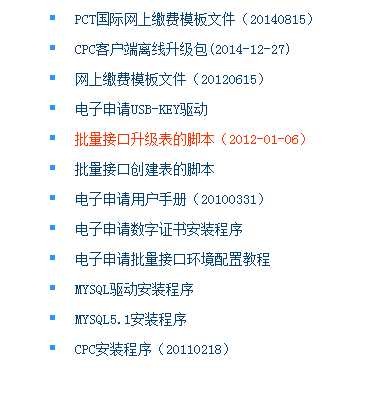 PCT国际网上缴费模板文件（20140815）
CPC客户端离线升级包(2014-12-27)
网上缴费模板文件（20120615）
电子申请USB-KEY驱动
批量接口升级表的脚本（2012-01-06）
批量接口创建表的脚本
电子申请用户手册（20100331）
电子申请数字证书安装程序
电子申请批量接口环境配置教程
MYSQL驱动安装程序
MYSQL5.1安装程序
CPC安装程序（20110218）